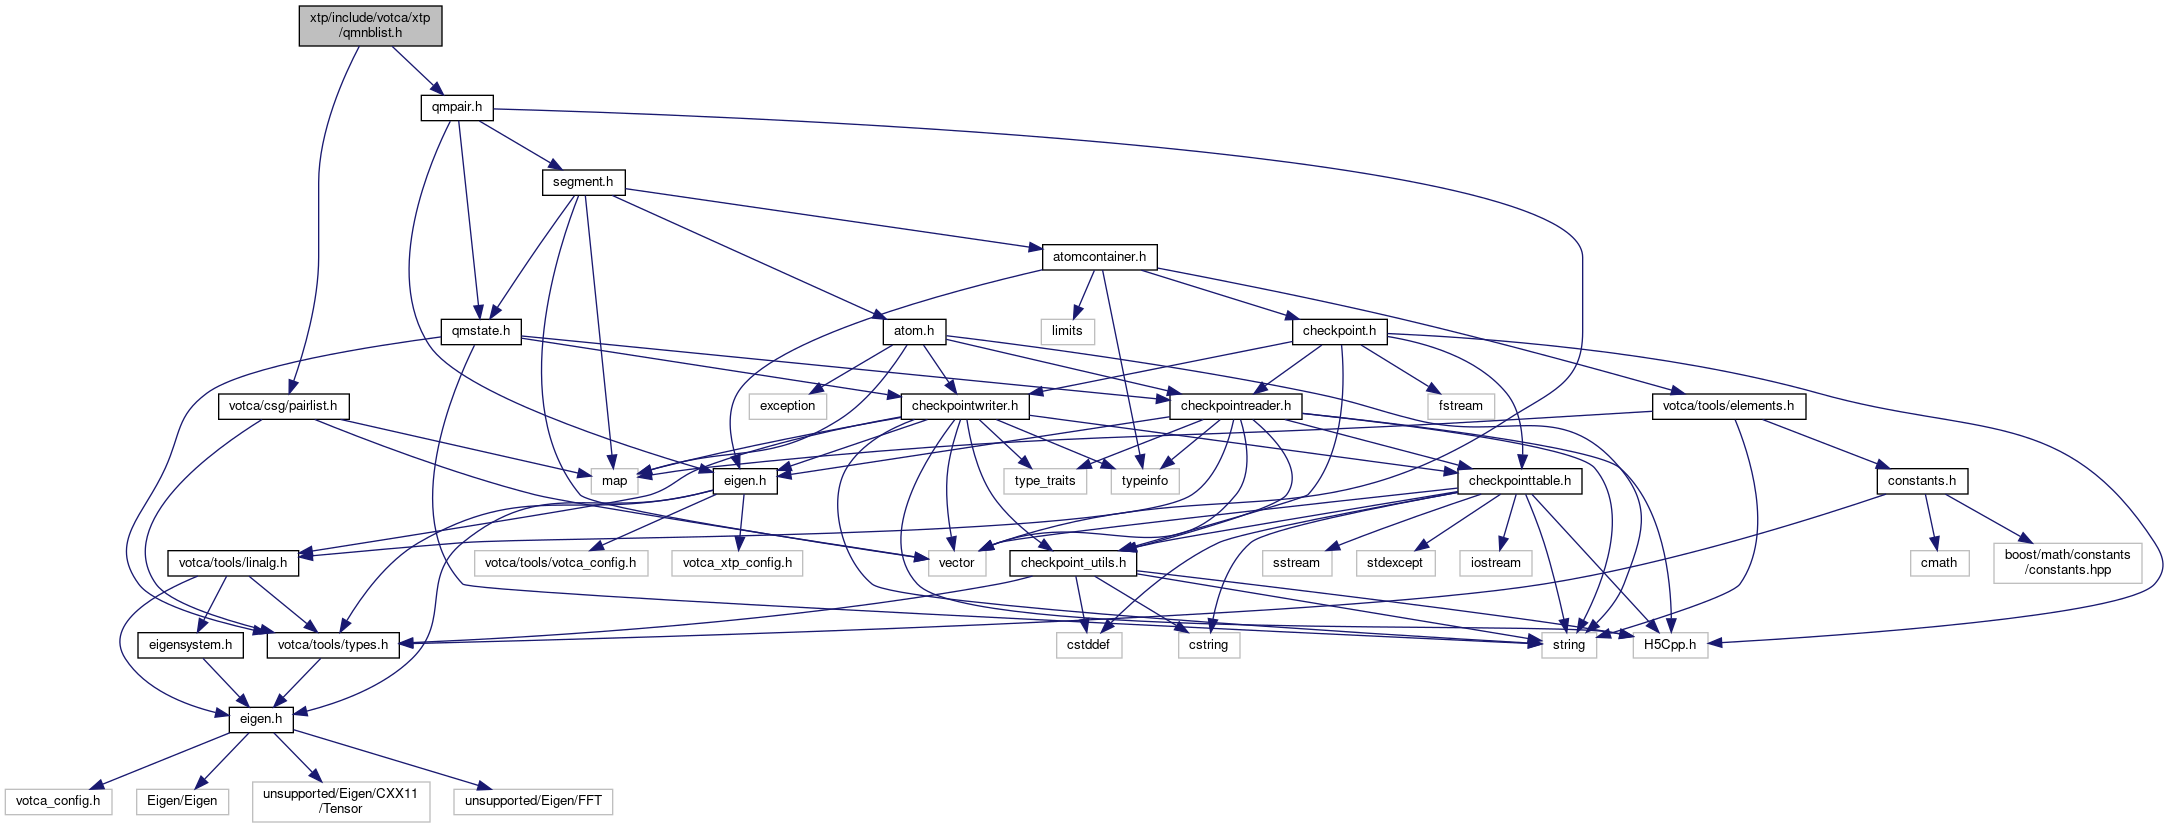 xtp/include/votca/xtp
/qmnblist.h
qmpair.h
segment.h
atomcontainer.h
qmstate.h
atom.h
limits
checkpoint.h
votca/csg/pairlist.h
exception
checkpointwriter.h
checkpointreader.h
fstream
votca/tools/elements.h
map
eigen.h
type_traits
typeinfo
checkpointtable.h
constants.h
votca/tools/linalg.h
votca/tools/votca_config.h
votca_xtp_config.h
vector
checkpoint_utils.h
sstream
stdexcept
iostream
cmath
boost/math/constants
/constants.hpp
eigensystem.h
votca/tools/types.h
cstddef
cstring
string
H5Cpp.h
eigen.h
votca_config.h
Eigen/Eigen
unsupported/Eigen/CXX11
/Tensor
unsupported/Eigen/FFT